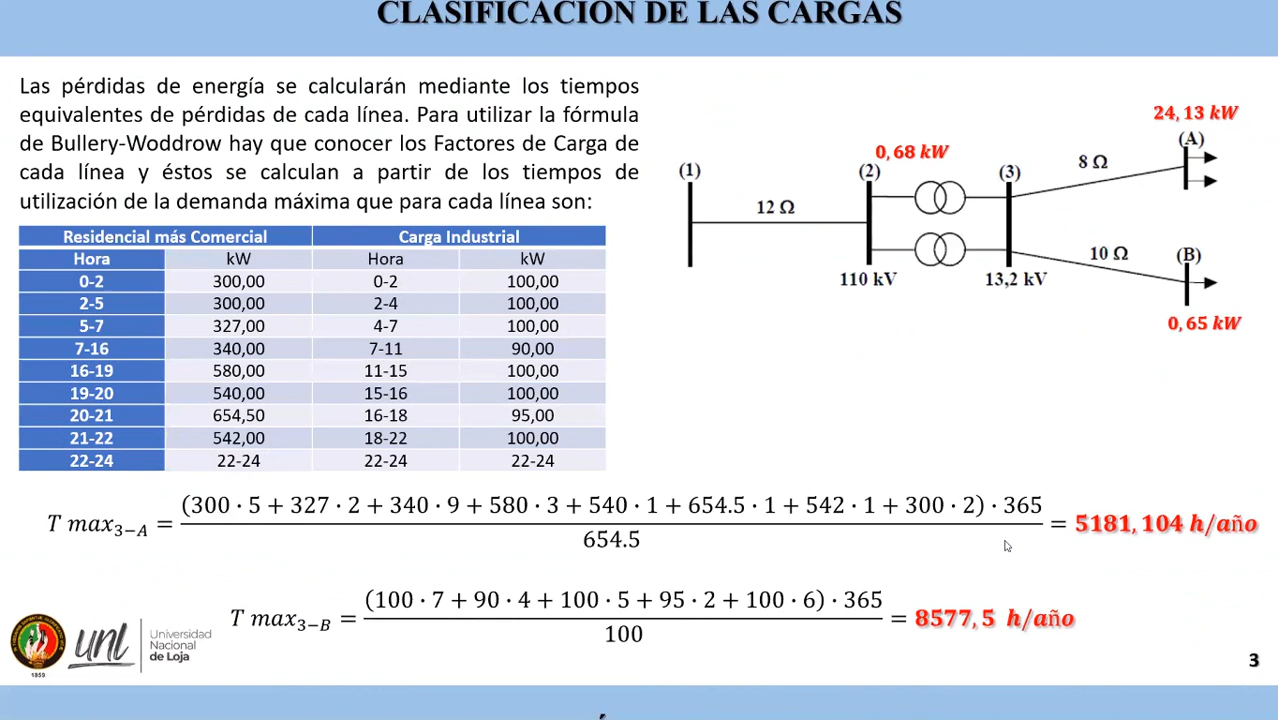 CLASIFICACION DE LAS CARGAS
Las pérdidas de energía se calcularán mediante los tiempos
equivalentes de pérdidas de cada línea. Para utilizar la fórmula
de Bullery-Woddrow hay que conocer los Factores de Carga de
cada línea y éstos se calculan a partir de los tiempos de
utilización de la demanda máxima que para cada línea son:
Residencial más Comercial Carga Industrial
Hora kW Hora kW
0-2 300,00 0-2 100,00
2-5 300,00 2-4 100,00
5-7 327,00 4-7 100,00
7-16 340,00 7-11 90,00
16-19 580,00 11-15 100,00
19-20 540,00 15-16 100,00
20-21 654,50 16-18 95,00
21-22 542,00 18-22 100,00
22-24 22-24 22-24 22-24
24,13 kW
(A)
0,68 kW
(1) (2) (3)
8 Ω
12 Ω
10 Ω
(B)
110 kV 13,2 kV
0,65 kW
T max3−A = (300 · 5 + 327 · 2 + 340 · 9 + 580 · 3 + 540 · 1 + 654.5 · 1 + 542 · 1 + 300 · 2) · 365 = 5181,104 h/año
654.5
T max3−B = (100 · 7 + 90 · 4 + 100 · 5 + 95 · 2 + 100 · 6) · 365 = 8577,5 h/año
100
1859
unl
Universidad
Nacional
de Loja
3